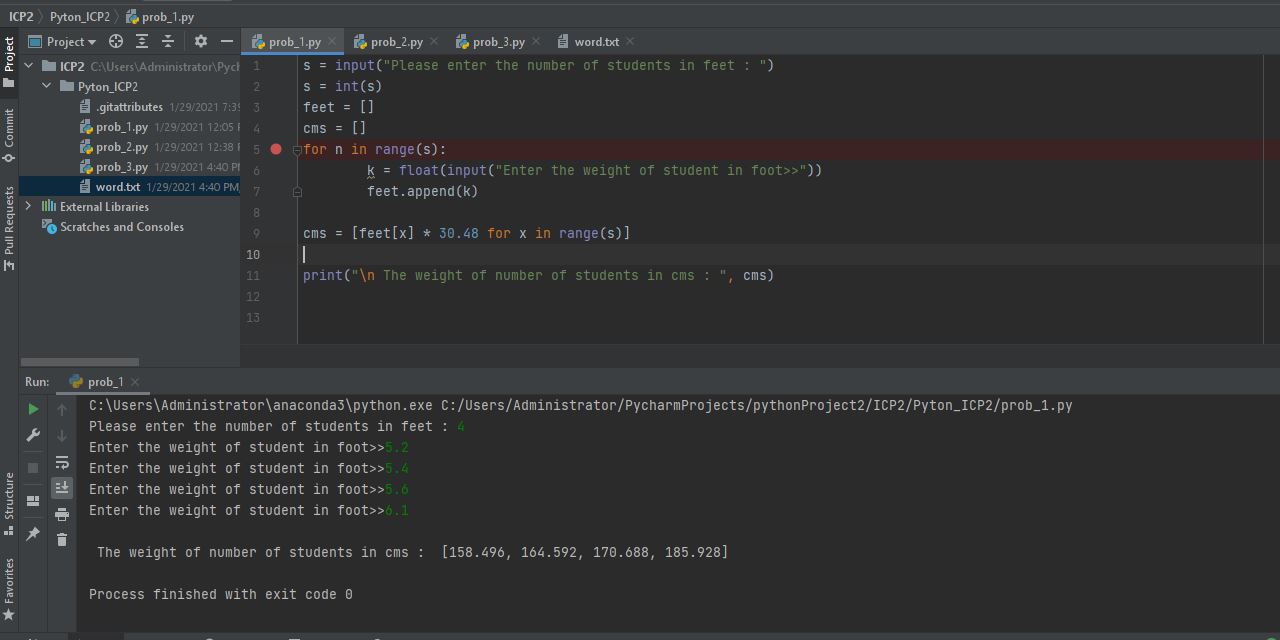 ICP2 Pyton_ICP2 prob_1.py
Project
prob_1.py prob_2.py prob_3.py word.txt
Project
Commit
Pull Requests
Structure
Favorites
ICP2 C:\Users\Administrator\Pych
Pyton_ICP2
.gitattributes 1/29/2021 7:39
prob_1.py 1/29/2021 12:05 P
prob_2.py 1/29/2021 12:38 P
prob_3.py 1/29/2021 4:40 PM
word.txt 1/29/2021 4:40 PM,
External Libraries
Scratches and Consoles
1 s = input("Please enter the number of students in feet : ")
2 s = int(s)
3 feet = []
4 cms = []
5 for n in range(s):
6 k = float(input("Enter the weight of student in foot>>"))
7 feet.append(k)
8
9 cms = [feet[x] * 30.48 for x in range(s)]
10
11 print("\n The weight of number of students in cms : ", cms)
12
13
Run: prob_1
C:\Users\Administrator\anaconda3\python.exe C:/Users/Administrator/PycharmProjects/pythonProject2/ICP2/Pyton_ICP2/prob_1.py
Please enter the number of students in feet : 4
Enter the weight of student in foot>>5.2
Enter the weight of student in foot>>5.4
Enter the weight of student in foot>>5.6
Enter the weight of student in foot>>6.1
The weight of number of students in cms :  [158.496, 164.592, 170.688, 185.928]
Process finished with exit code 0